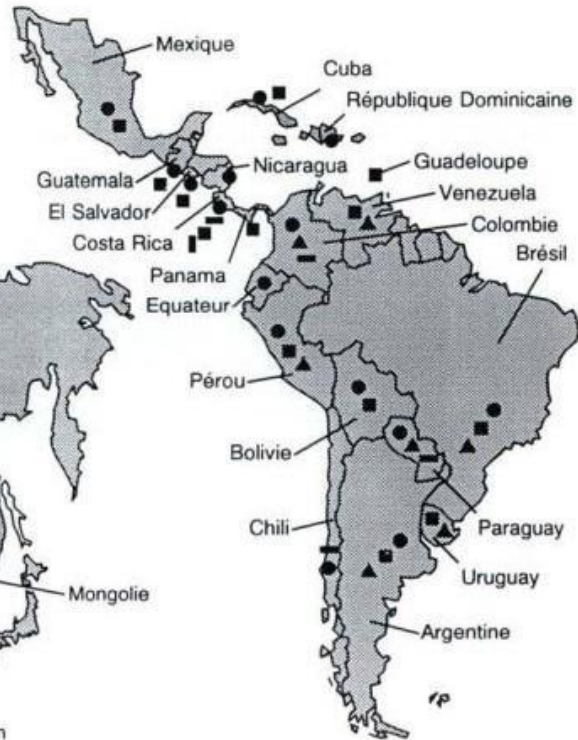 Mexique
Cuba
République Dominicaine
Guatemala
Nicaragua
Guadeloupe
El Salvador
Venezuela
Costa Rica
Colombie
Panama
Brésil
Equateur
Pérou
Bolivie
Chili
Paraguay
Uruguay
Mongolie
Argentine